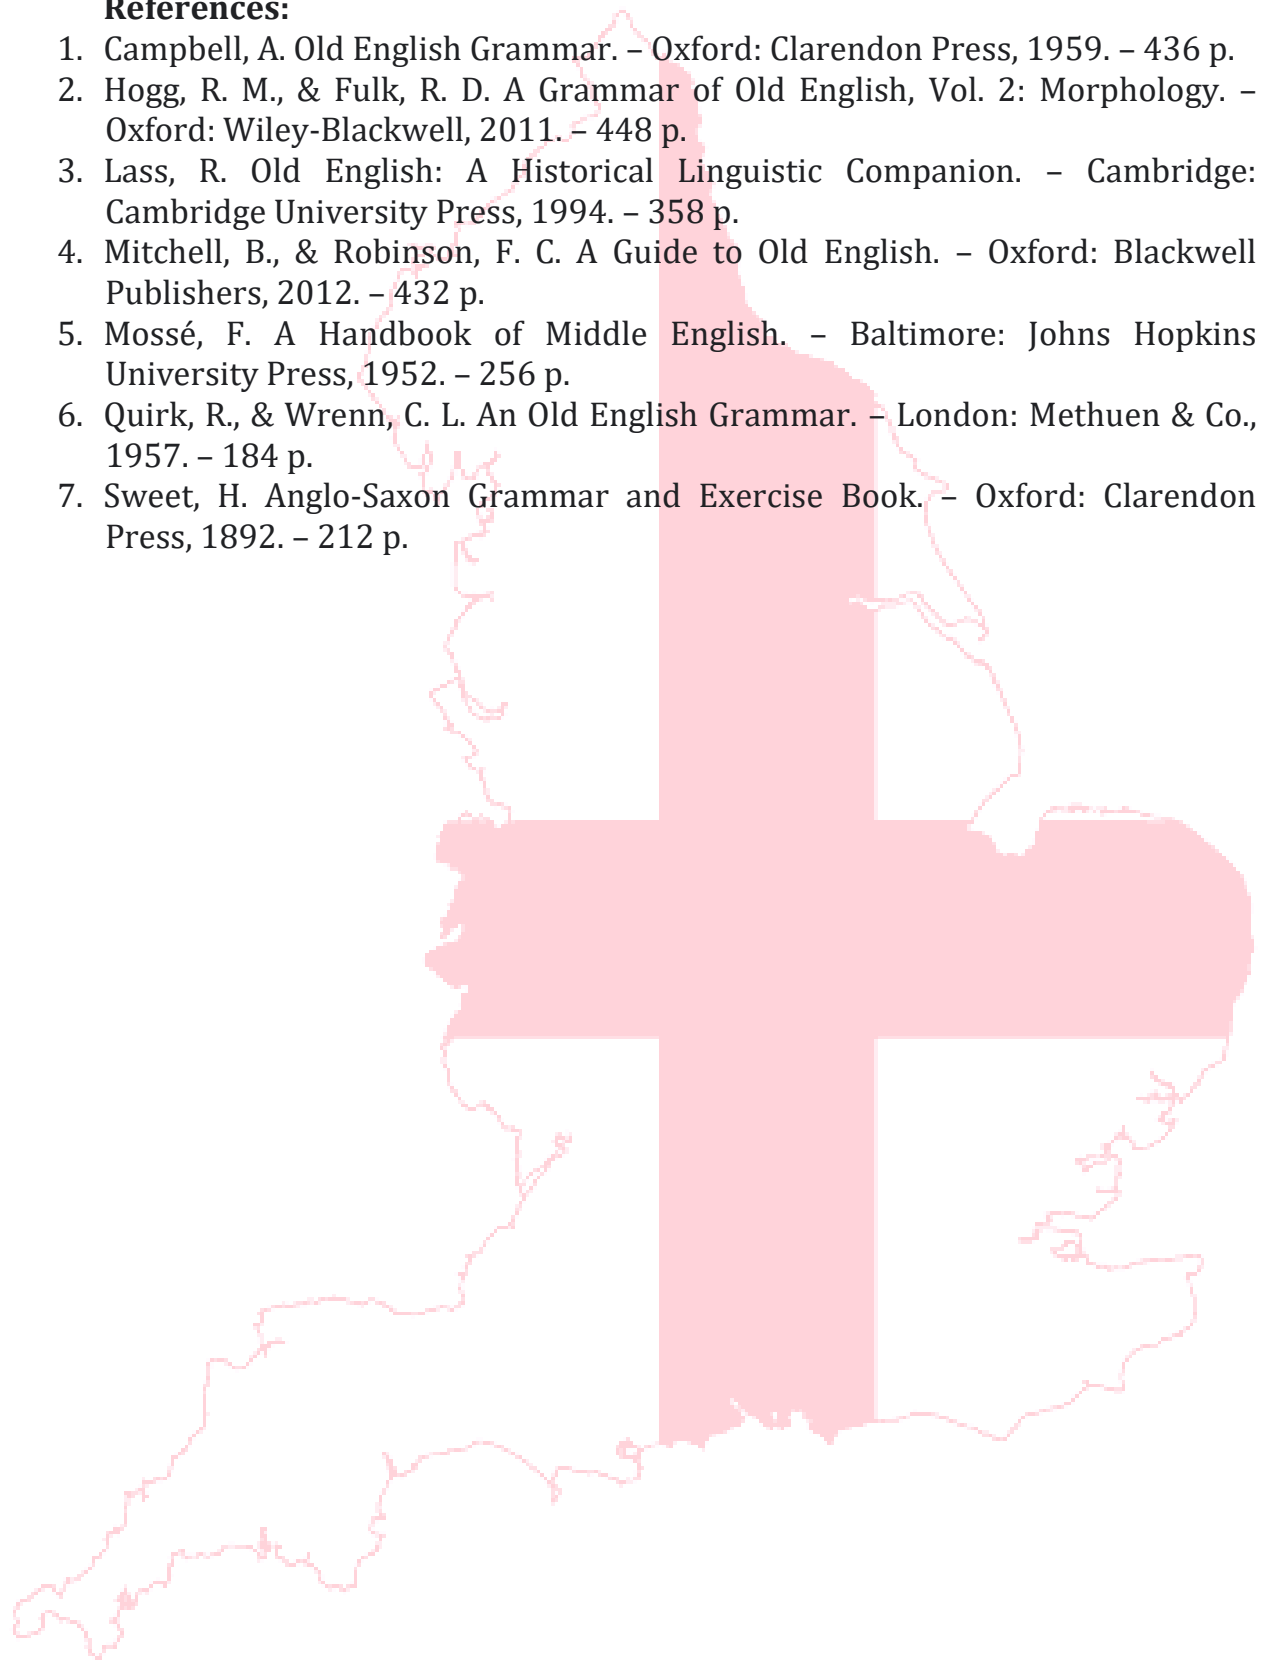 References:
1. Campbell, A. Old English Grammar. – Oxford: Clarendon Press, 1959. – 436 p.
2. Hogg, R. M., & Fulk, R. D. A Grammar of Old English, Vol. 2: Morphology. –
Oxford: Wiley-Blackwell, 2011. – 448 p.
3. Lass, R. Old English: A Historical Linguistic Companion. – Cambridge:
Cambridge University Press, 1994. – 358 p.
4. Mitchell, B., & Robinson, F. C. A Guide to Old English. – Oxford: Blackwell
Publishers, 2012. – 432 p.
5. Mossé, F. A Handbook of Middle English. – Baltimore: Johns Hopkins
University Press, 1952. – 256 p.
6. Quirk, R., & Wrenn, C. L. An Old English Grammar. – London: Methuen & Co.,
1957. – 184 p.
7. Sweet, H. Anglo-Saxon Grammar and Exercise Book. – Oxford: Clarendon
Press, 1892. – 212 p.